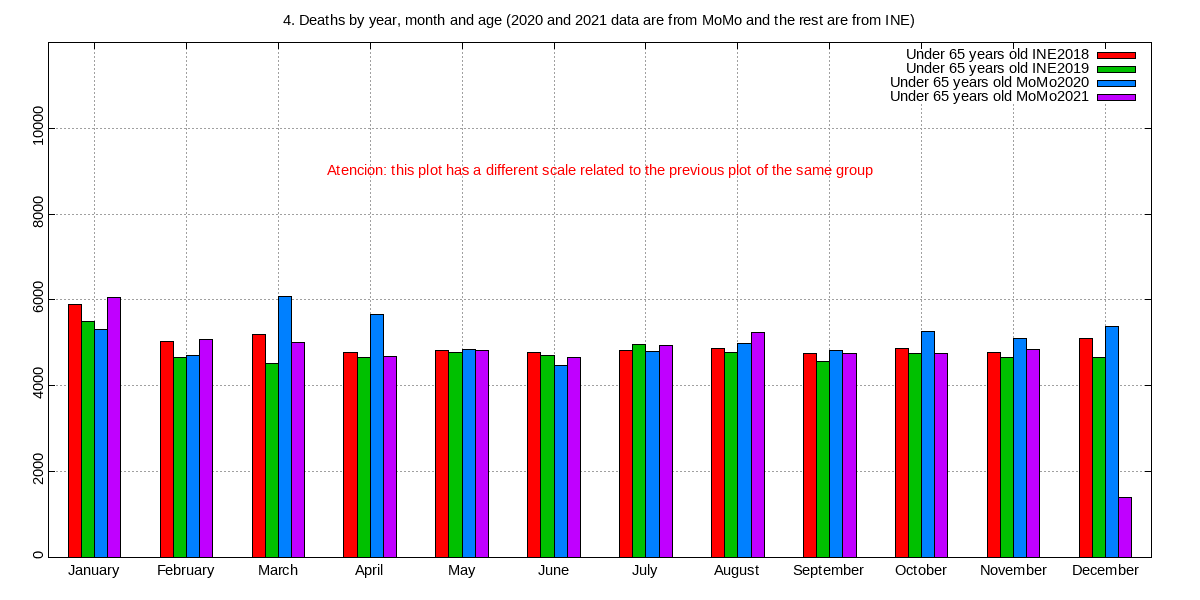 4. Deaths by year, month and age (2020 and 2021 data are from MoMo and the rest are from INE)
Under 65 years old INE2018
Under 65 years old INE2019
Under 65 years old MoMo2020
Under 65 years old MoMo2021
Atencion: this plot has a different scale related to the previous plot of the same group
10000
8000
6000
4000
2000
0
January February March April May June July August September October November December